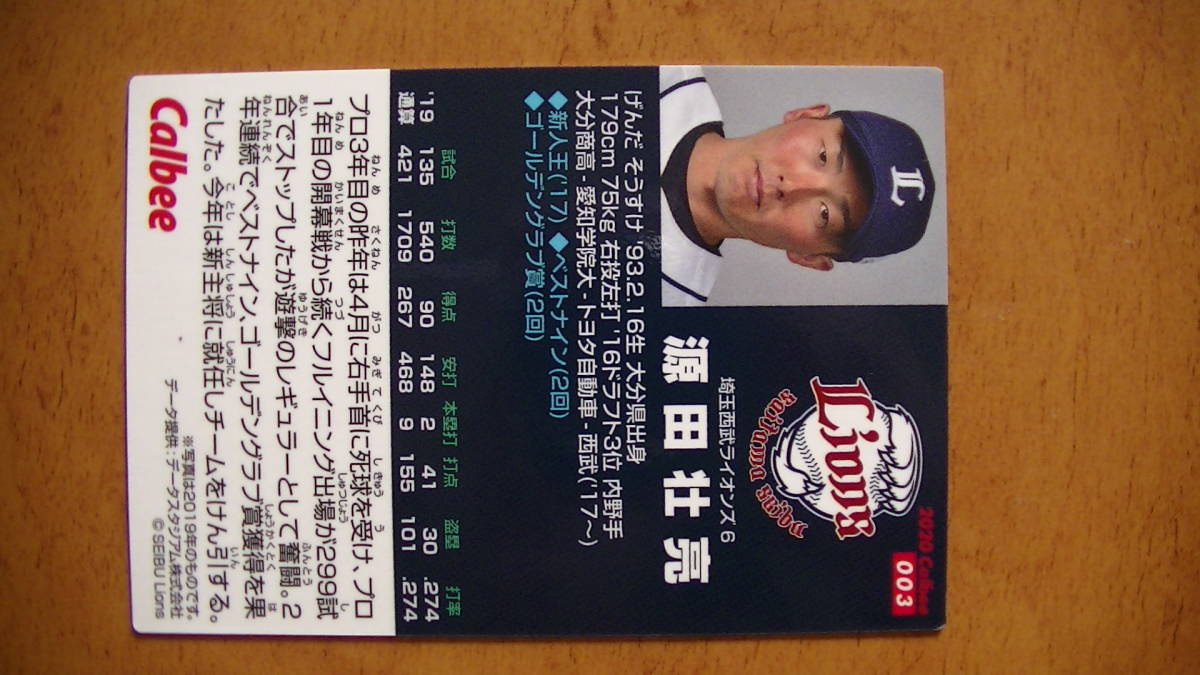 2020 Calbee
003
L
Lions
Saitama Seibu
埼玉西武ライオンズ 6
源田壮亮
げんだ そうすけ '93.2.16生 大分県出身
179cm 75kg 右投左打 '16ドラフト3位 内野手
大分商高 - 愛知学院大 - トヨタ自動車 - 西武('17〜)
◆新人王('17) ◆ベストナイン(2回)
◆ゴールデングラブ賞(2回)
試合 打数 得点 安打 本塁打 打点 盗塁 打率
'19 135 540 90 148 2 41 30 .274
通算 421 1709 267 468 9 155 101 .274
プロ3年目の昨年は4月に右手首に死球を受け、プロ
1年目の開幕戦から続くフルイニング出場が299試
合でストップしたが遊撃のレギュラーとして奮闘。2
年連続でベストナイン、ゴールデングラブ賞獲得を果
たした。今年は新主将に就任しチームをけん引する。
Calbee
データ提供:データスタジアム株式会社
※写真は2019年のものです。
© SEIBU Lions